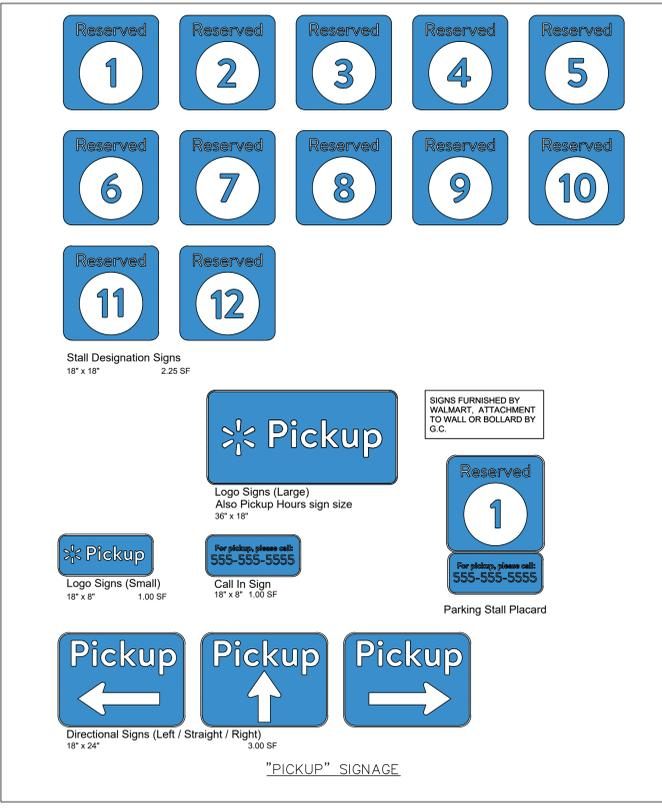 Reserved Reserved Reserved Reserved Reserved
1 2 3 4 5
Reserved Reserved Reserved Reserved Reserved
6 7 8 9 10
Reserved Reserved
11 12
Stall Designation Signs
18" x 18" 2.25 SF
Pickup
Logo Signs (Large)
Also Pickup Hours sign size
36" x 18"
SIGNS FURNISHED BY
WALMART, ATTACHMENT
TO WALL OR BOLLARD BY
G.C.
Reserved
1
For pickup, please call:
555-555-5555
Parking Stall Placard
Pickup
Logo Signs (Small)
18" x 8" 1.00 SF
For pickup, please call:
555-555-5555
Call In Sign
18" x 8" 1.00 SF
Pickup Pickup Pickup
Directional Signs (Left / Straight / Right)
18" x 24" 3.00 SF
"PICKUP" SIGNAGE